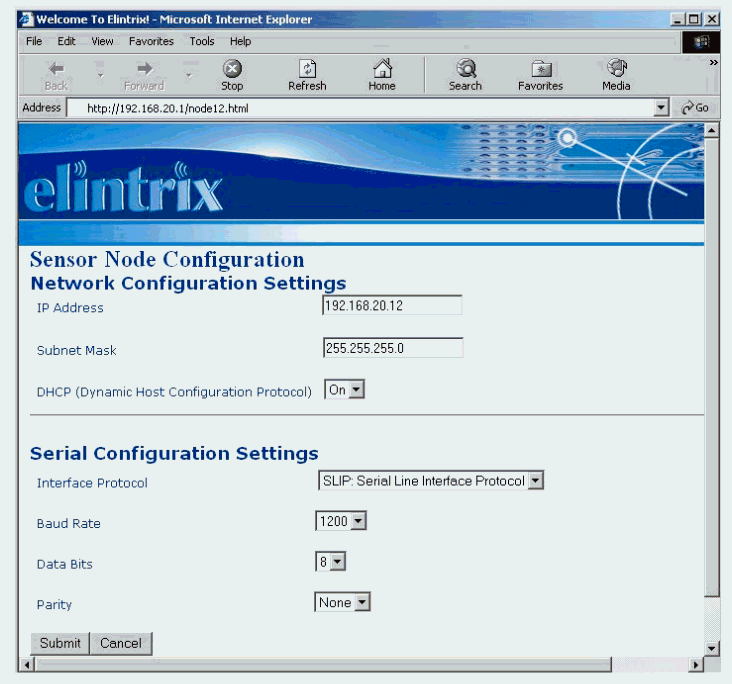 Welcome To Elintrix! - Microsoft Internet Explorer
File Edit View Favorites Tools Help
Back Forward Stop Refresh Home Search Favorites Media »
Address http://192.168.20.1/node12.html Go
elintrix
Sensor Node Configuration
Network Configuration Settings
IP Address 192.168.20.12
Subnet Mask 255.255.255.0
DHCP (Dynamic Host Configuration Protocol) On
Serial Configuration Settings
Interface Protocol SLIP: Serial Line Interface Protocol
Baud Rate 1200
Data Bits 8
Parity None
Submit Cancel